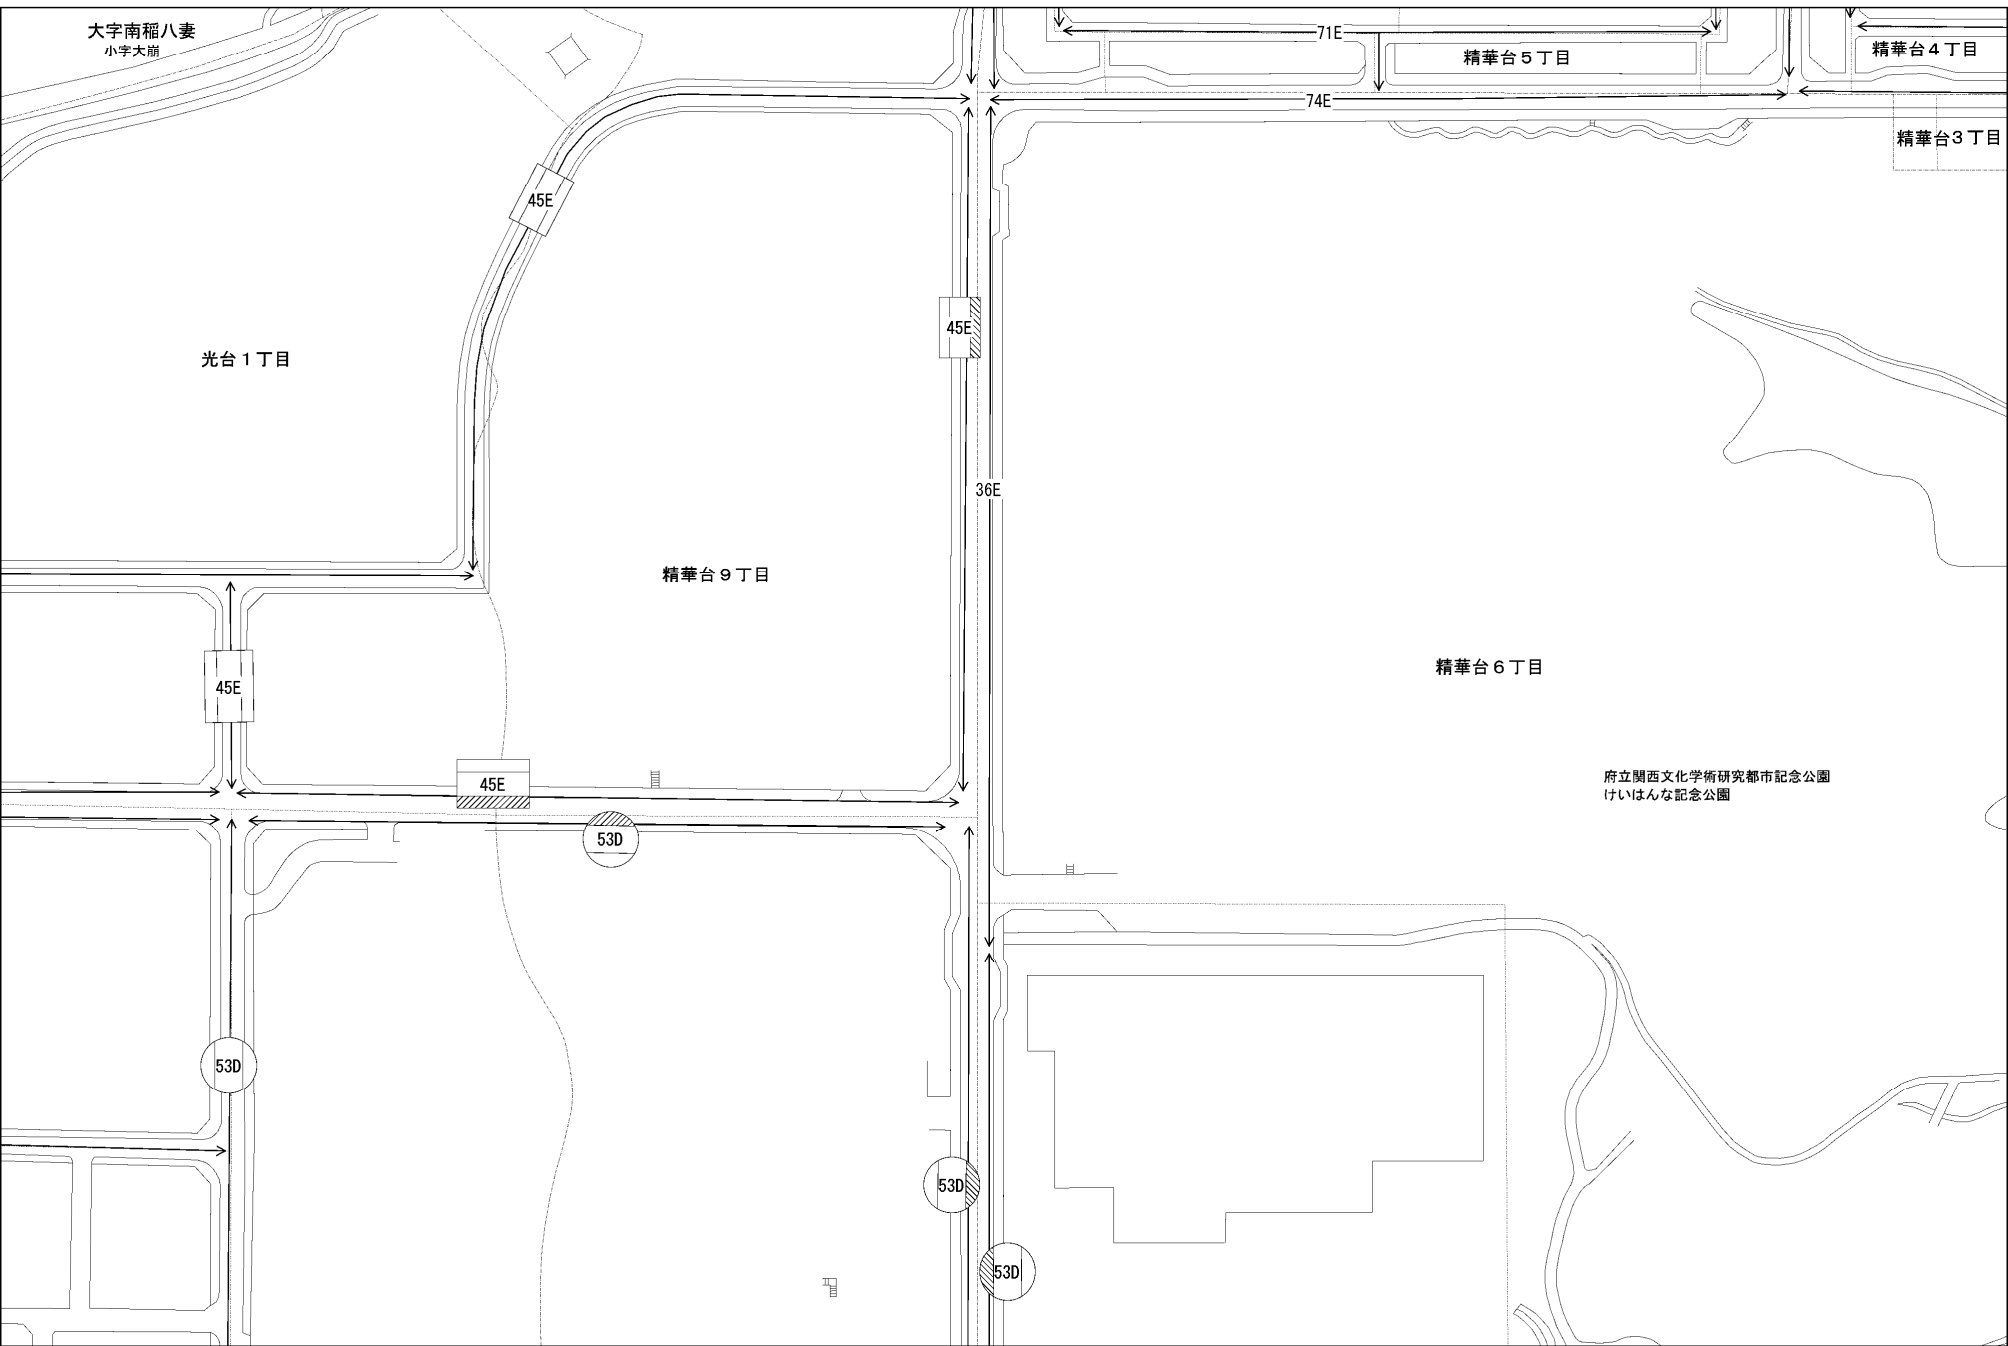 大字南稲八妻
小字大崩
71E
精華台５丁目
精華台４丁目
74E
精華台３丁目
45E
45E
光台１丁目
36E
精華台９丁目
精華台６丁目
45E
府立関西文化学術研究都市記念公園
けいはんな記念公園
45E
53D
53D
53D
53D